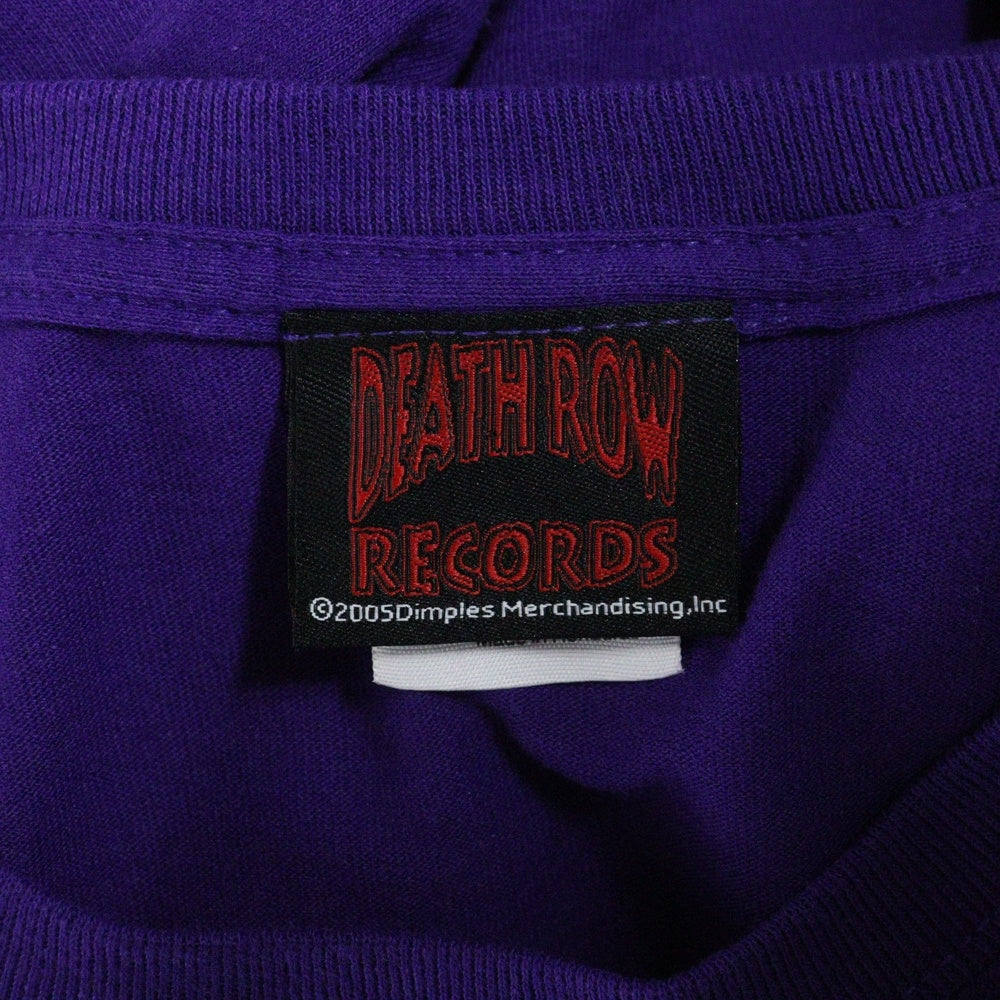 DEATH ROW
RECORDS
©2005Dimples Merchandising,Inc